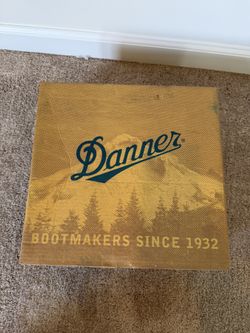 Danner
BOOTMAKERS SINCE 1932